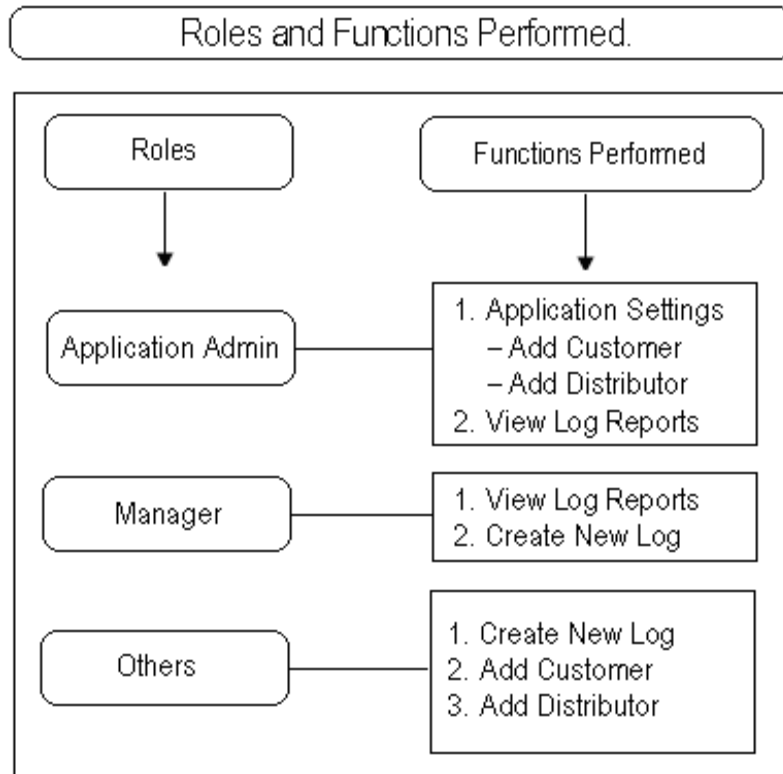 Roles and Functions Performed.
Roles
Functions Performed
Application Admin
1. Application Settings
– Add Customer
– Add Distributor
2. View Log Reports
Manager
1. View Log Reports
2. Create New Log
Others
1. Create New Log
2. Add Customer
3. Add Distributor